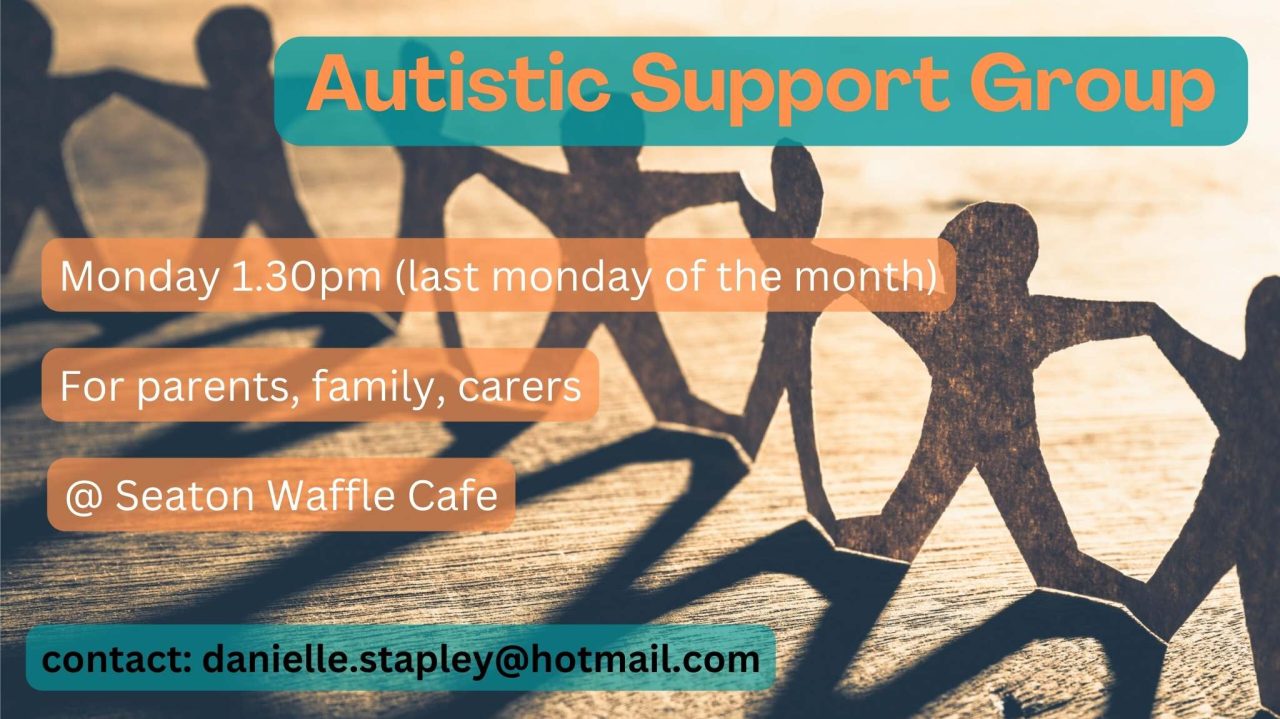 Autistic Support Group
Monday 1.30pm (last monday of the month)
For parents, family, carers
@ Seaton Waffle Cafe
contact: danielle.stapley@hotmail.com